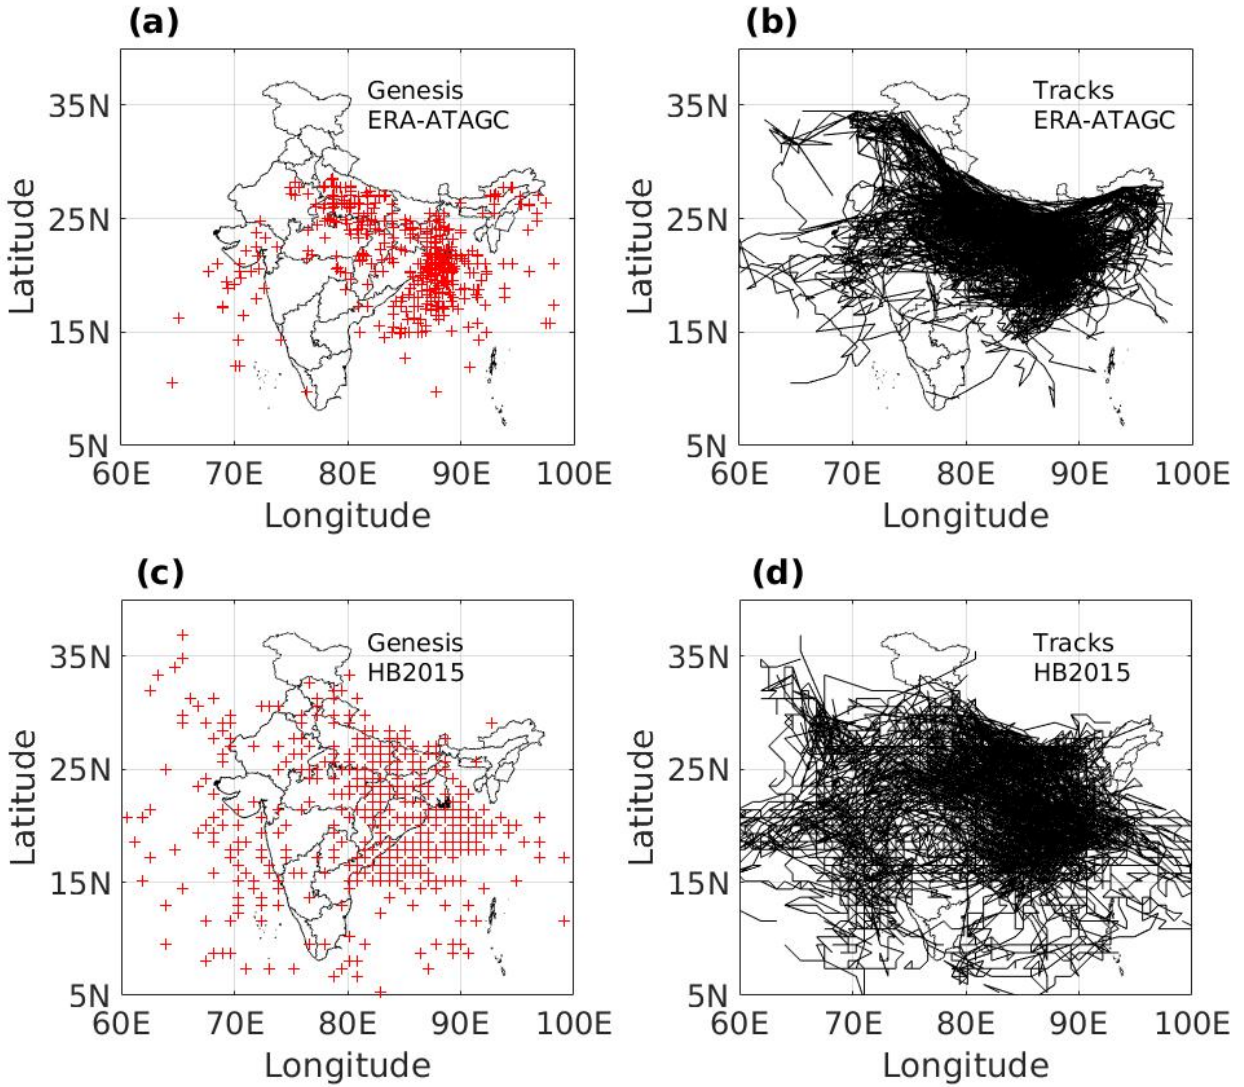 (a)
Genesis
ERA-ATAGC
35N
25N
15N
5N
60E 70E 80E 90E 100E
Longitude
Latitude
(b)
Tracks
ERA-ATAGC
35N
25N
15N
5N
60E 70E 80E 90E 100E
Longitude
Latitude
(c)
Genesis
HB2015
35N
25N
15N
5N
60E 70E 80E 90E 100E
Longitude
Latitude
(d)
Tracks
HB2015
35N
25N
15N
5N
60E 70E 80E 90E 100E
Longitude
Latitude